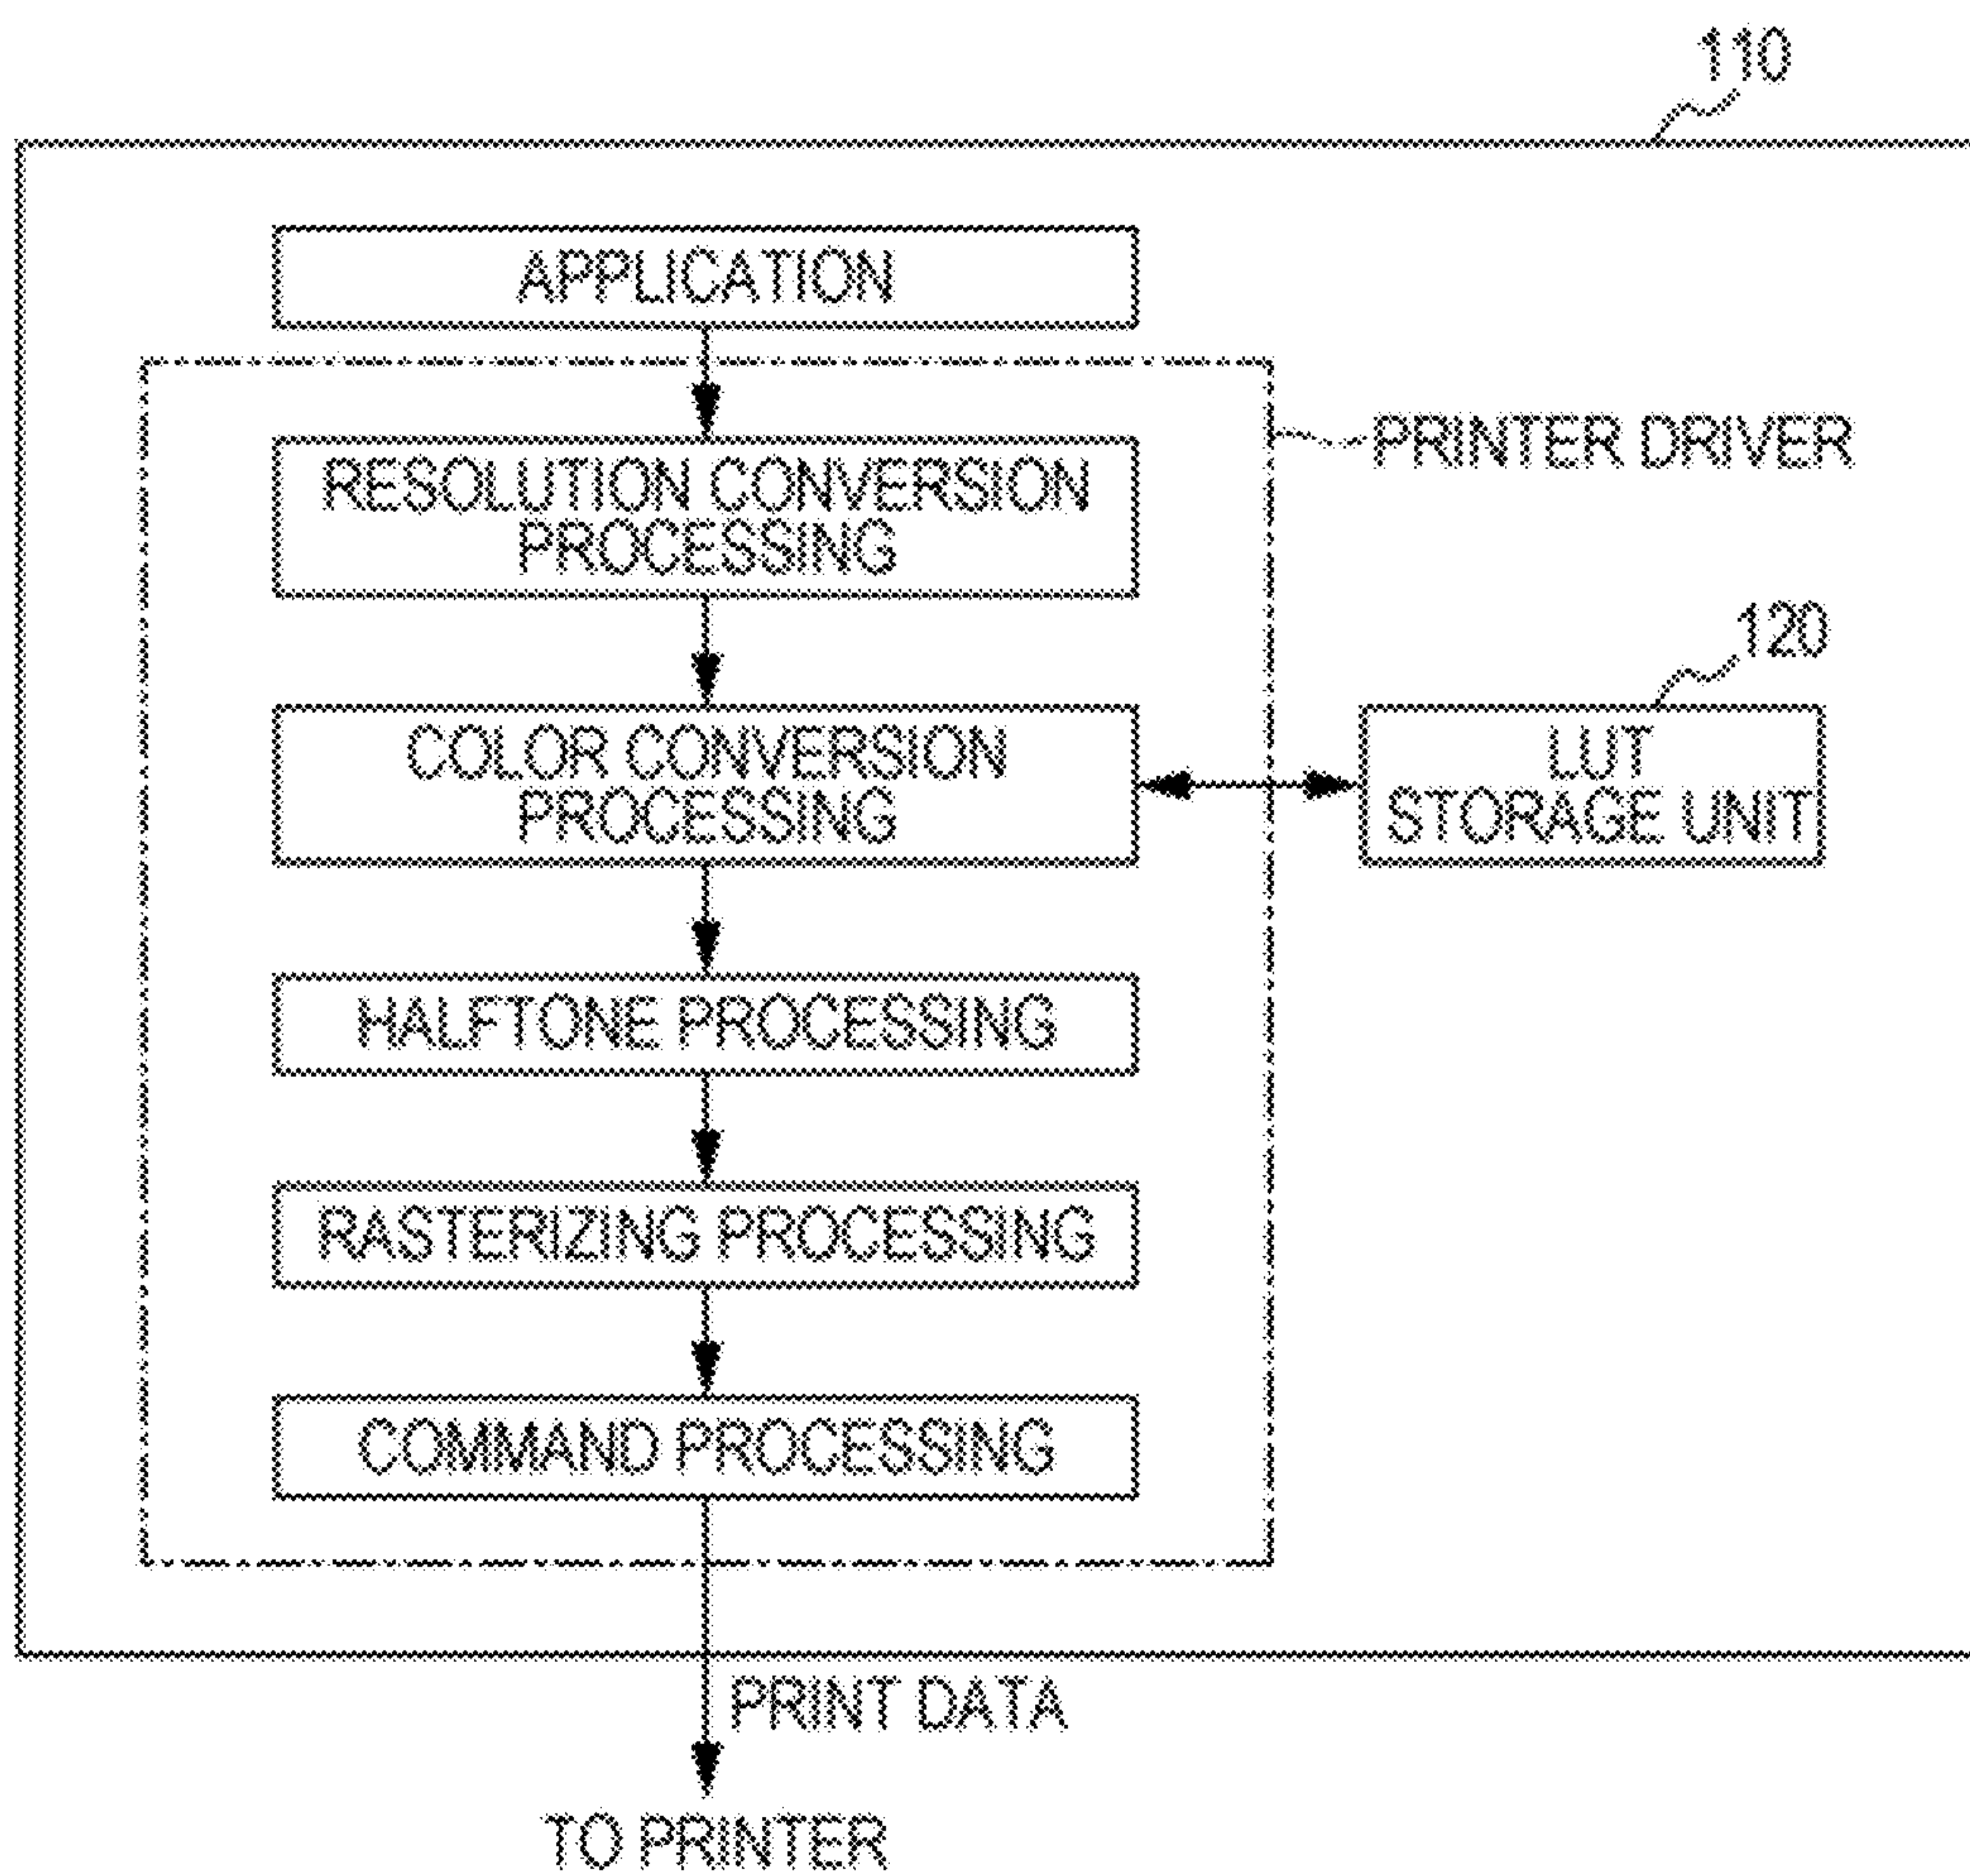 110
APPLICATION
PRINTER DRIVER
RESOLUTION CONVERSION
PROCESSING
120
COLOR CONVERSION
PROCESSING
LUT
STORAGE UNIT
HALFTONE PROCESSING
RASTERIZING PROCESSING
COMMAND PROCESSING
PRINT DATA
TO PRINTER